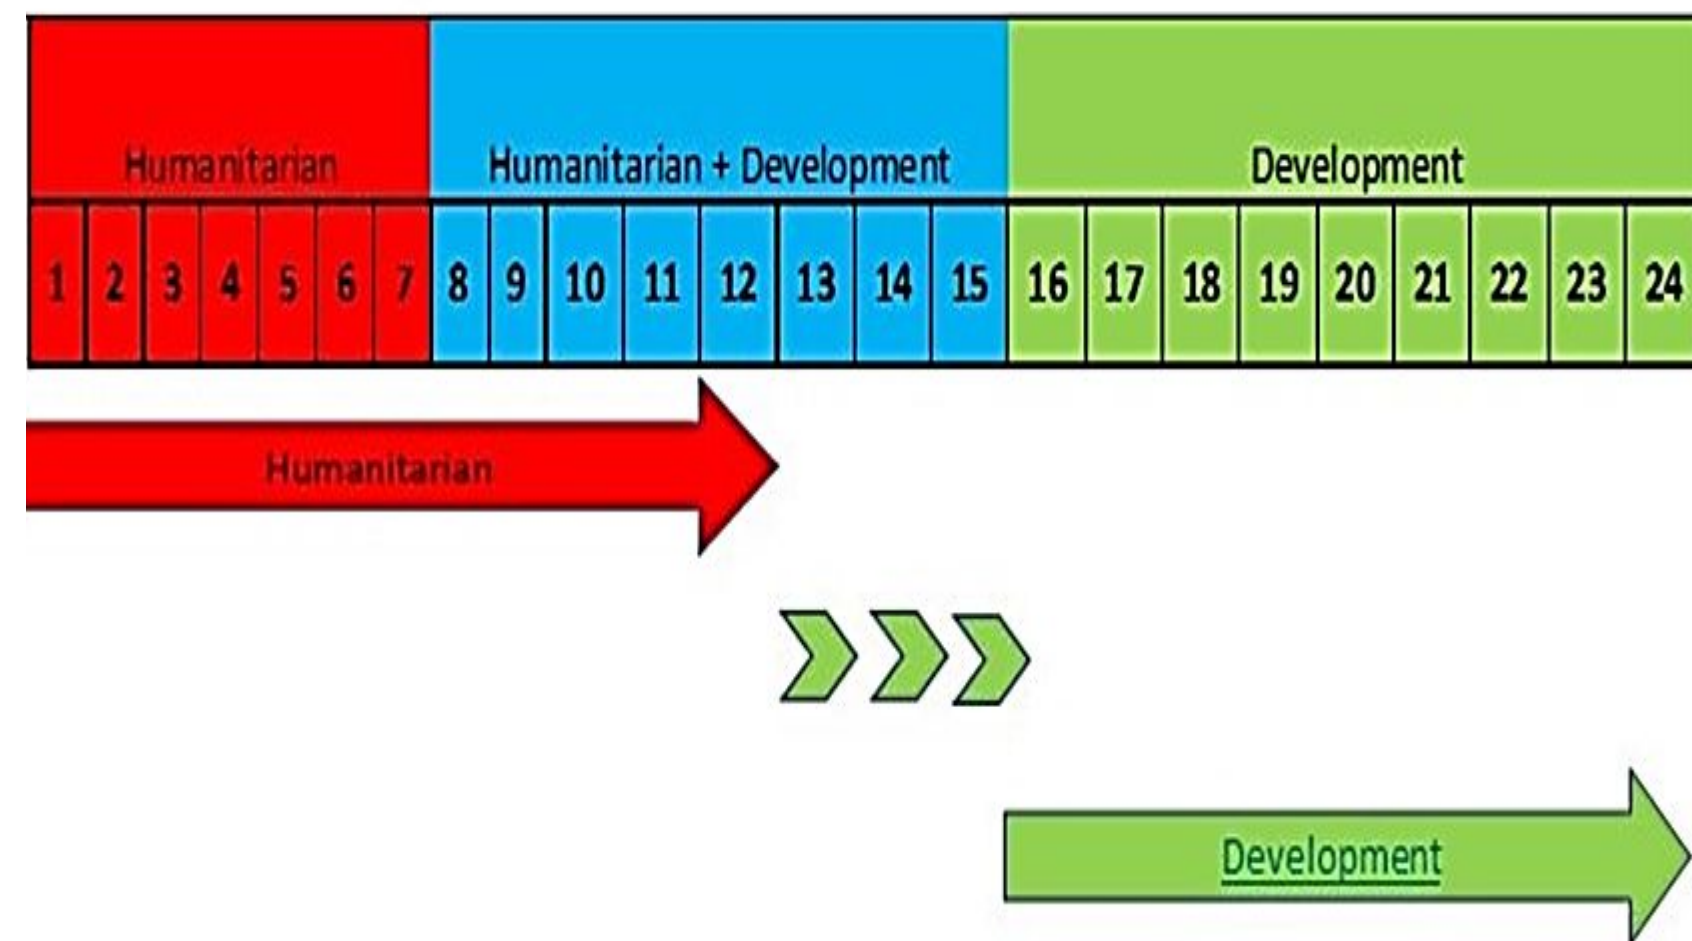 Humanitarian Humanitarian + Development Development
1 2 3 4 5 6 7 8 9 10 11 12 13 14 15 16 17 18 19 20 21 22 23 24
Humanitarian
Development